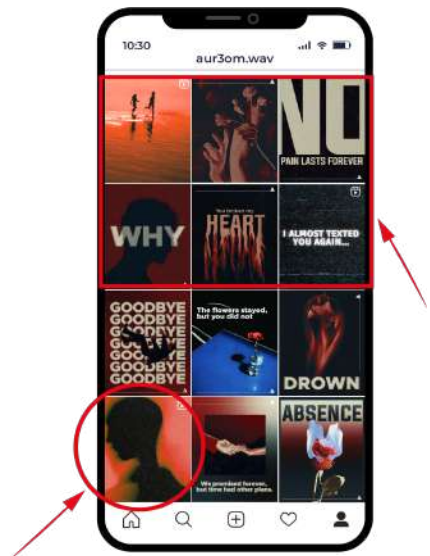 10:30
aur3om.wav
NO
PAIN LASTS FOREVER
WHY
HEART
I ALMOST TEXTED
YOU AGAIN...
GOODBYE
GOODBYE
GOODBYE
GOODBYE
GOODBYE
GOODBYE
GOODBYE
The flowers stayed,
but you did not
DROWN
We promised forever,
but time had other plans.
ABSENCE